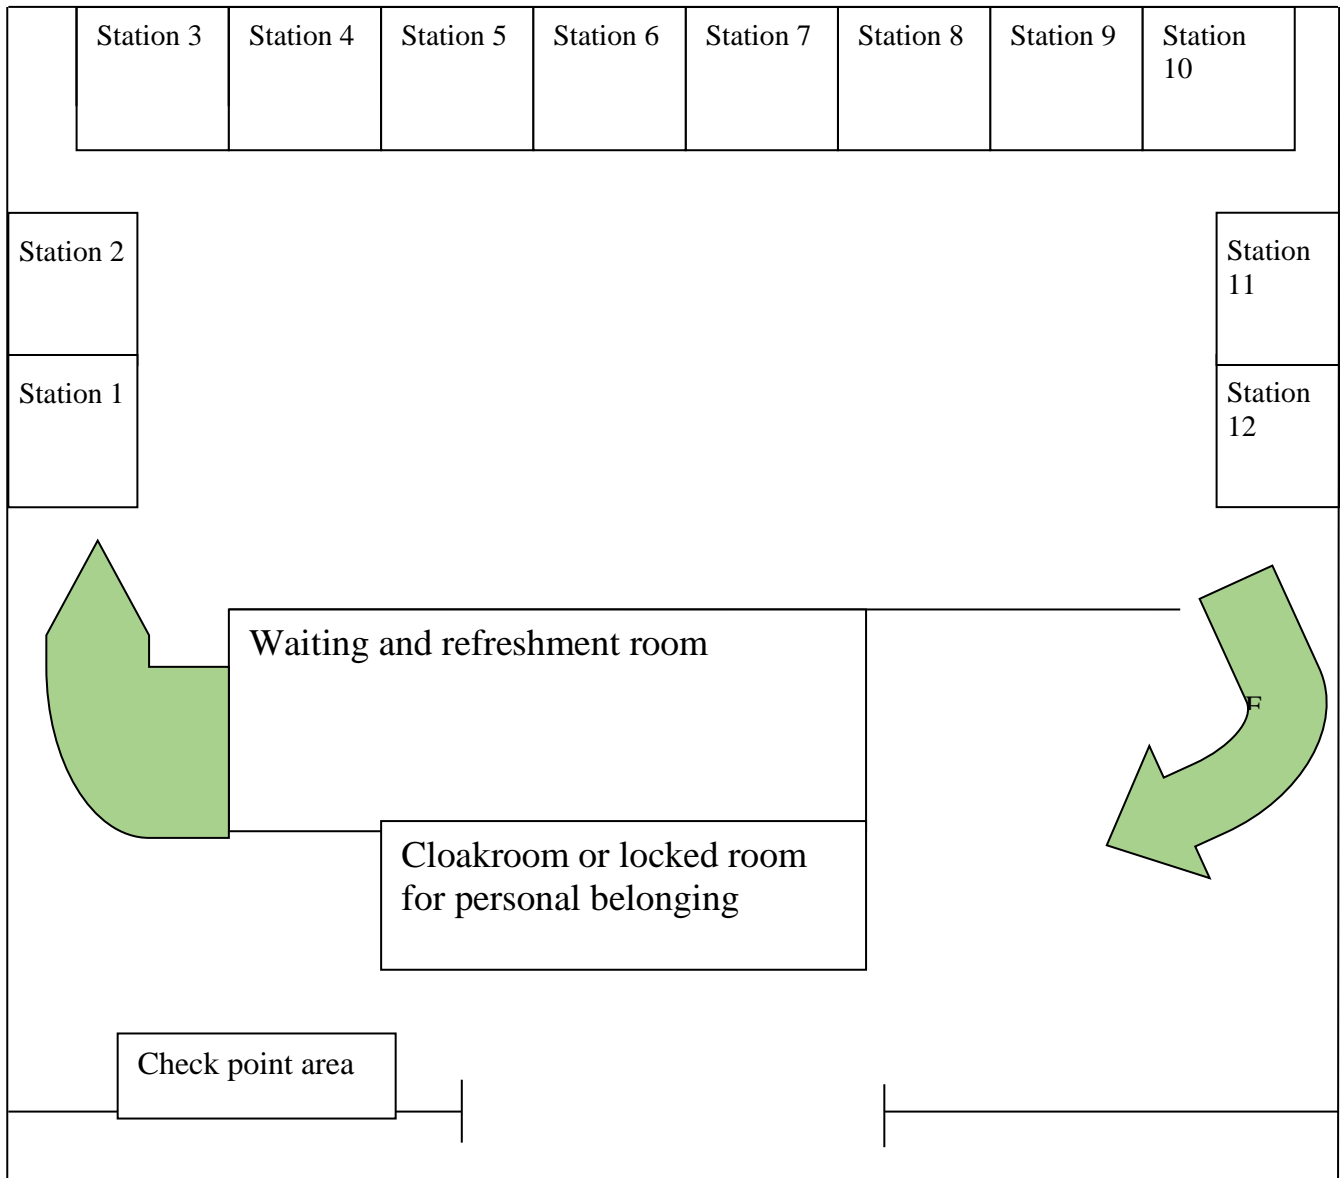 Station 3
Station 4
Station 5
Station 6
Station 7
Station 8
Station 9
Station
10
Station 2
Station
11
Station 1
Station
12
Waiting and refreshment room
Cloakroom or locked room
for personal belonging
Check point area